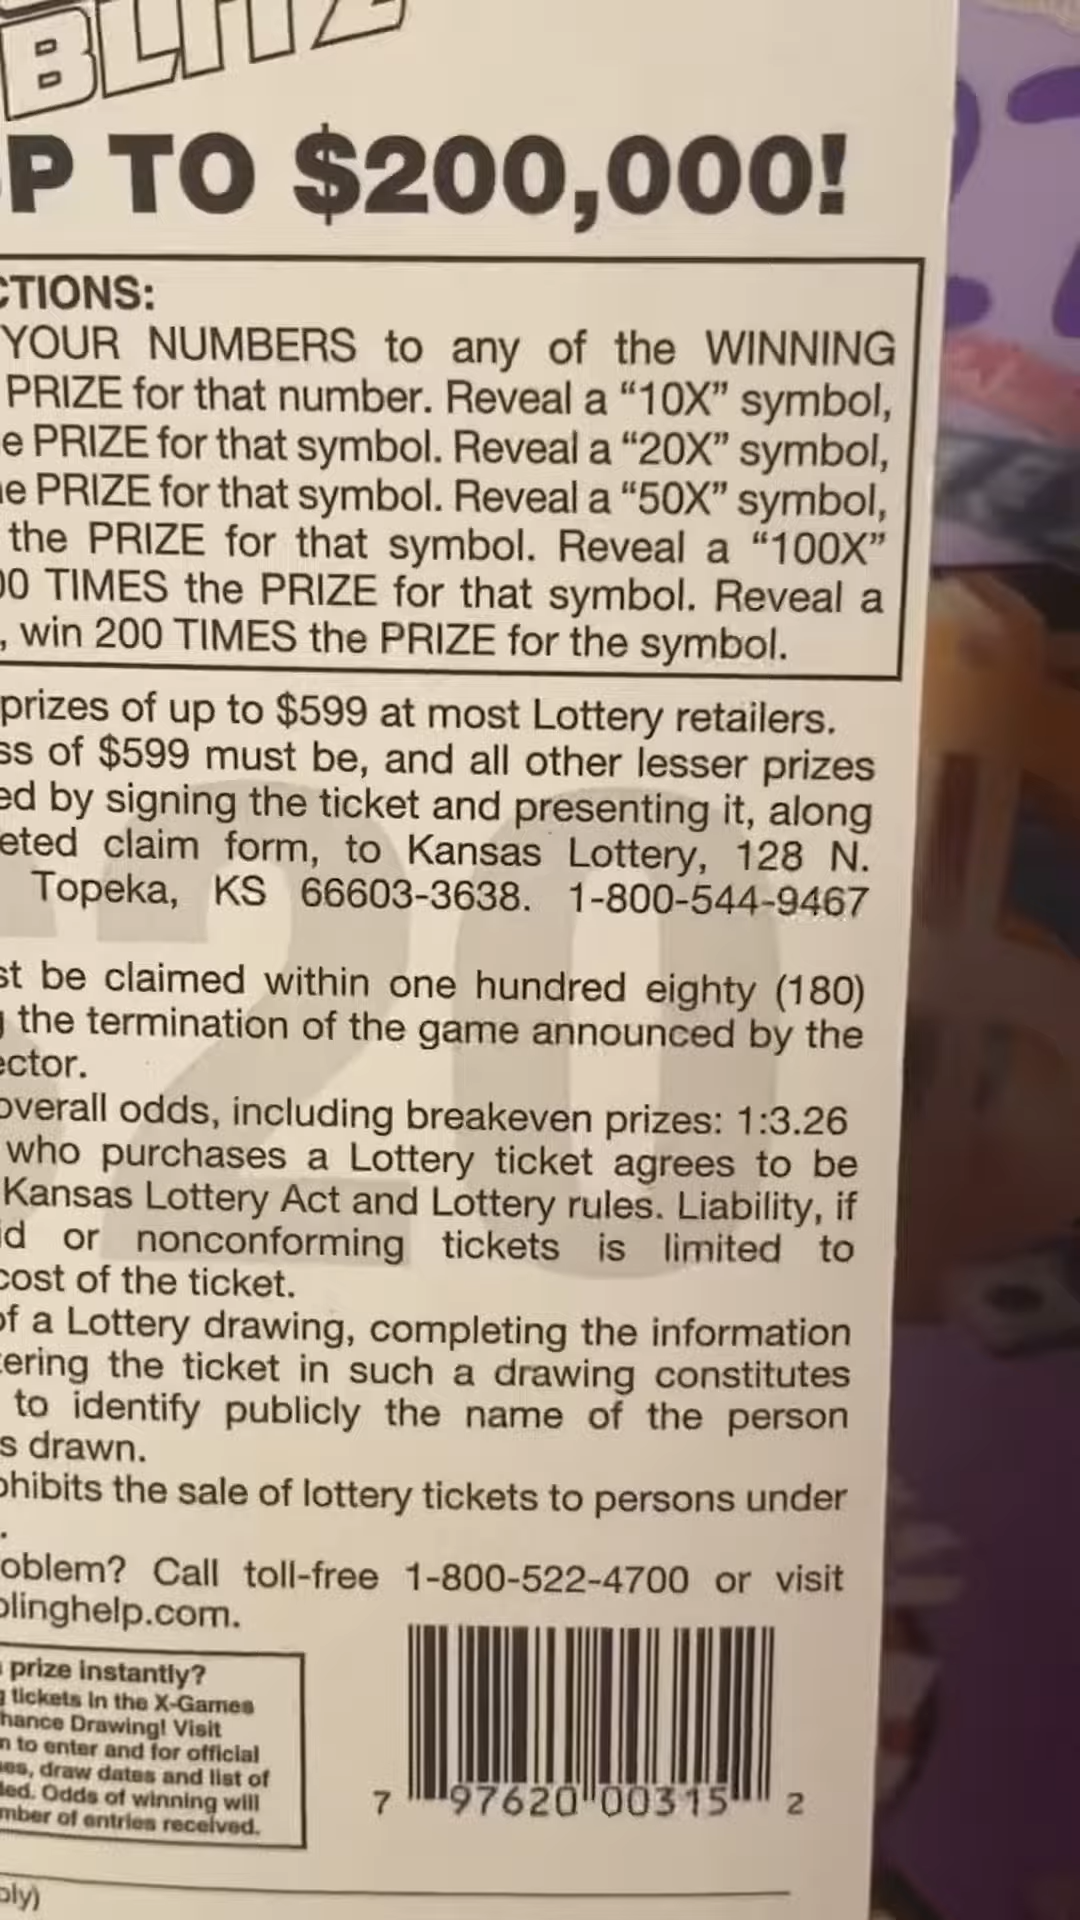 BLITZ
P TO $200,000!
CTIONS:
YOUR NUMBERS to any of the WINNING
PRIZE for that number. Reveal a “10X” symbol,
e PRIZE for that symbol. Reveal a “20X” symbol,
e PRIZE for that symbol. Reveal a “50X” symbol,
the PRIZE for that symbol. Reveal a “100X”
00 TIMES the PRIZE for that symbol. Reveal a
, win 200 TIMES the PRIZE for the symbol.
prizes of up to $599 at most Lottery retailers.
ss of $599 must be, and all other lesser prizes
ed by signing the ticket and presenting it, along
eted claim form, to Kansas Lottery, 128 N.
Topeka, KS 66603-3638. 1-800-544-9467
st be claimed within one hundred eighty (180)
g the termination of the game announced by the
ector.
overall odds, including breakeven prizes: 1:3.26
who purchases a Lottery ticket agrees to be
Kansas Lottery Act and Lottery rules. Liability, if
id or nonconforming tickets is limited to
cost of the ticket.
of a Lottery drawing, completing the information
tering the ticket in such a drawing constitutes
to identify publicly the name of the person
s drawn.
ohibits the sale of lottery tickets to persons under
.
oblem? Call toll-free 1-800-522-4700 or visit
blinghelp.com.
prize instantly?
g tickets in the X-Games
hance Drawing! Visit
n to enter and for official
es, draw dates and list of
ded. Odds of winning will
mber of entries received.
7 97620 00315 2
ply)
$20